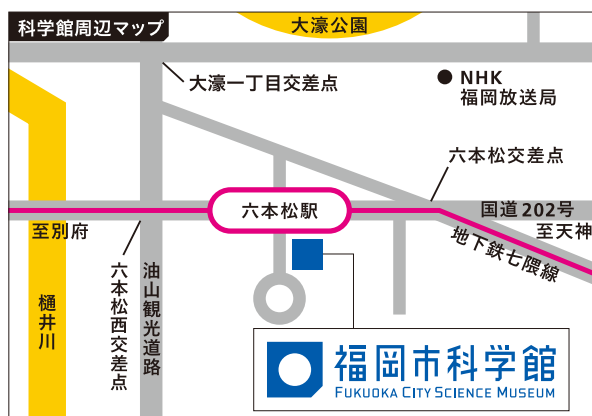 科学館周辺マップ
大濠公園
大濠一丁目交差点
NHK
福岡放送局
六本松交差点
六本松駅
国道202号
至別府
至天神
地下鉄七隈線
樋井川
六本松西交差点
油山観光道路
福岡市科学館
FUKUOKA CITY SCIENCE MUSEUM